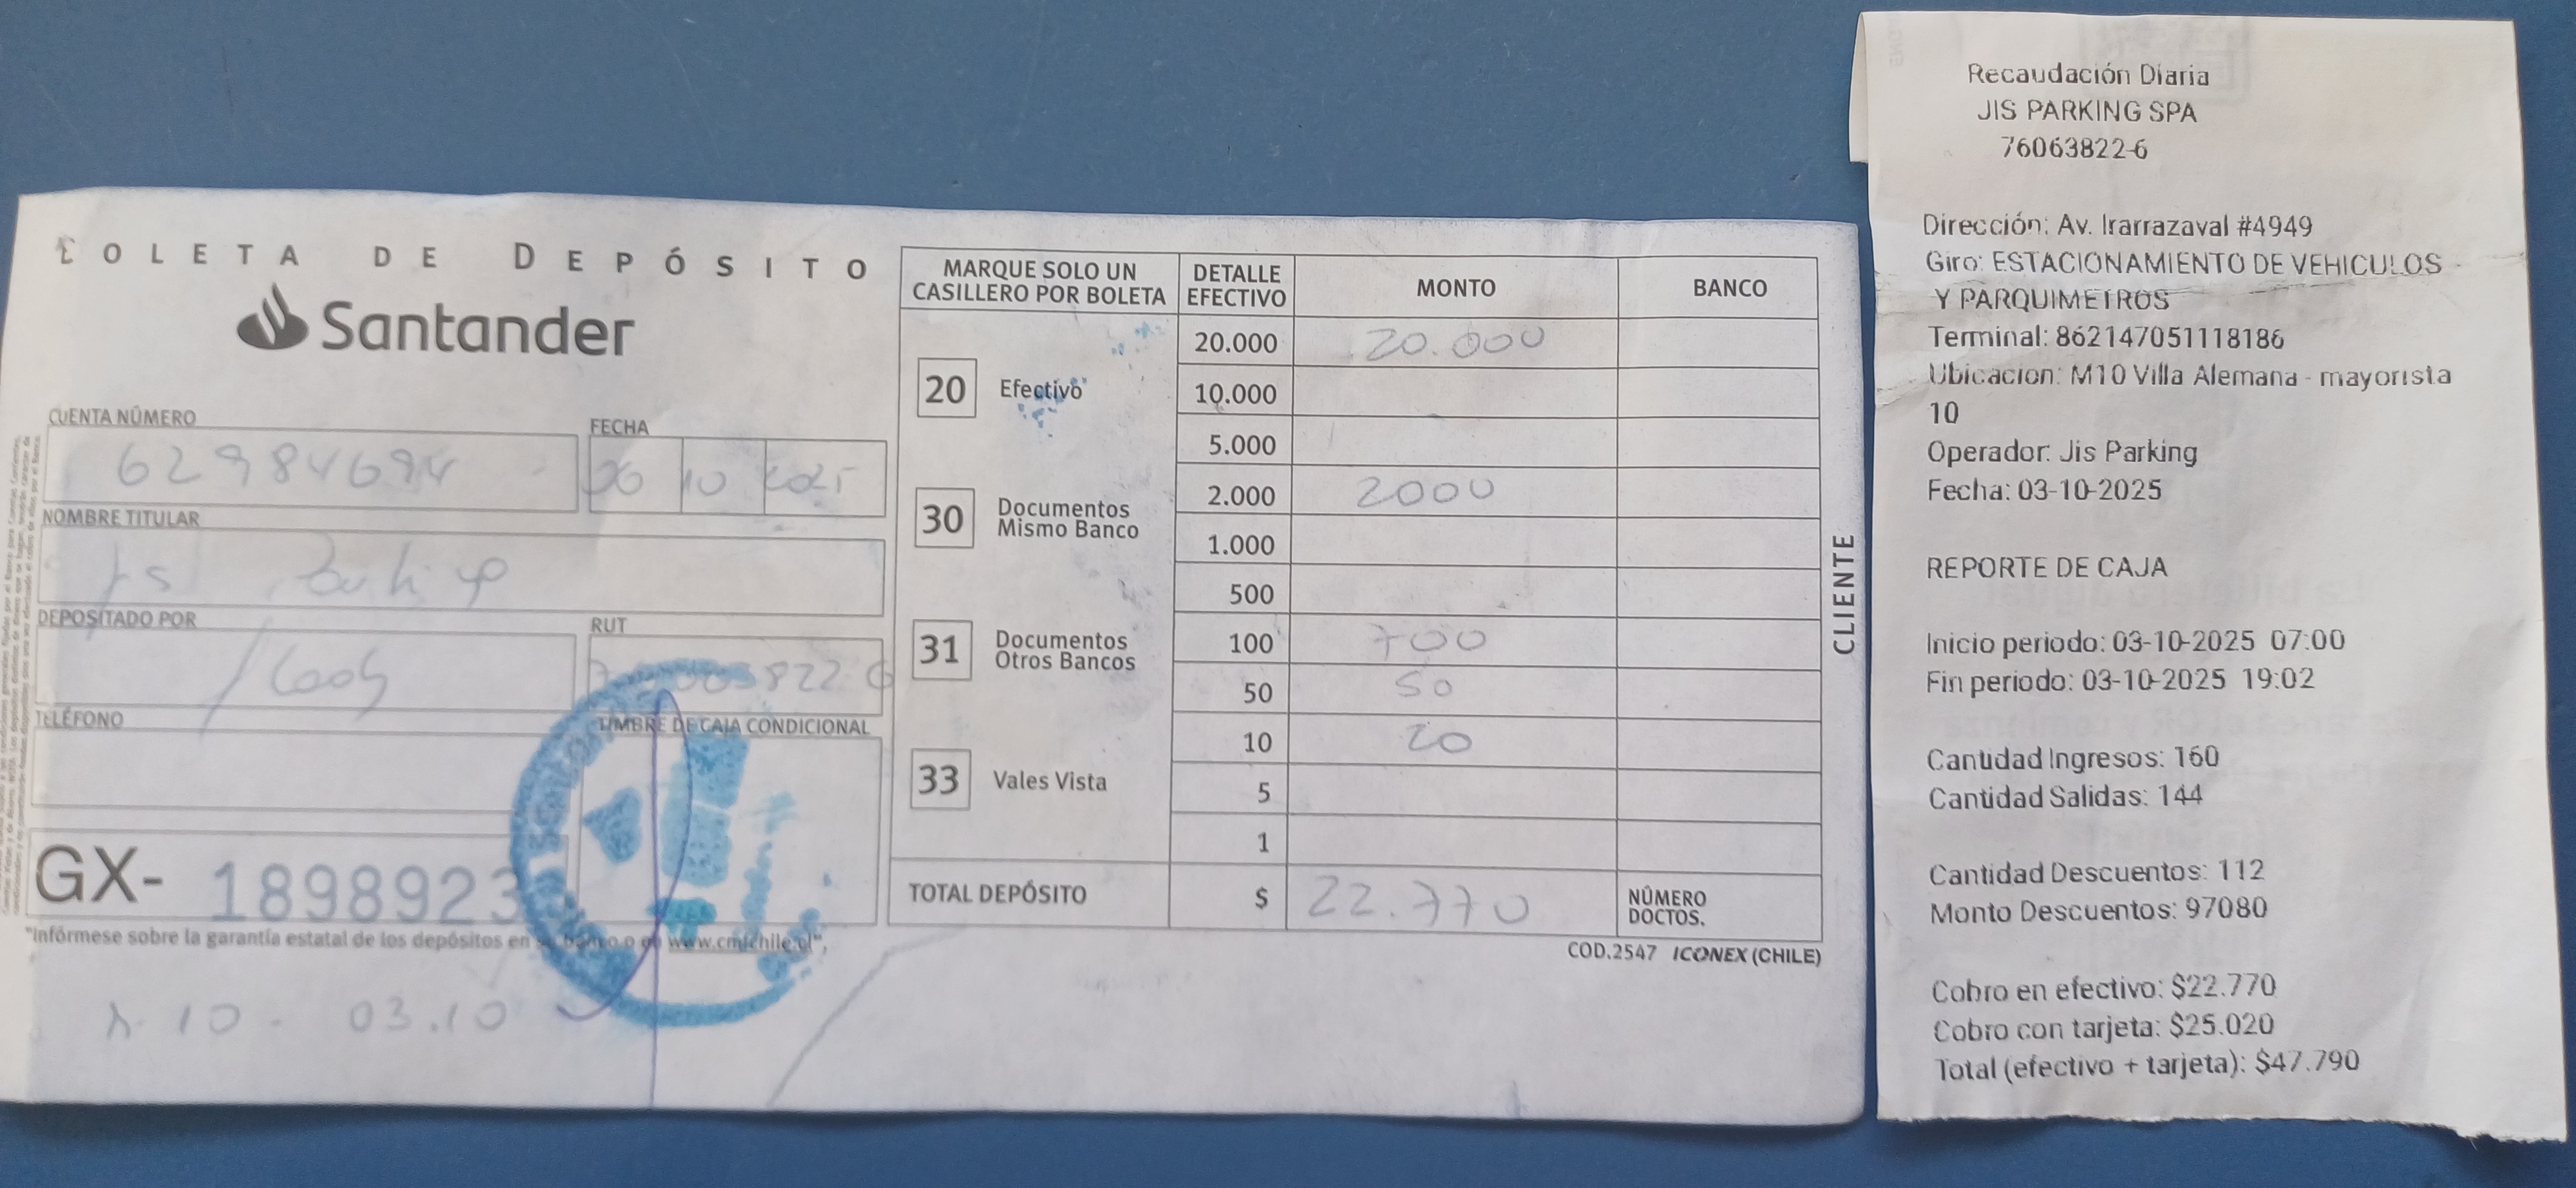 BOLETA DE DEPÓSITO
Santander
CUENTA NÚMERO
62984694
FECHA
06 10 2025
NOMBRE TITULAR
DEPOSITADO POR
RUT
TELÉFONO
TIMBRE DE CAJA CONDICIONAL
GX- 1898923
"Infórmese sobre la garantía estatal de los depósitos en su banco o en www.cmfchile.cl",
10 - 03.10
MARQUE SOLO UN CASILLERO POR BOLETA
20 Efectivo
30 Documentos Mismo Banco
31 Documentos Otros Bancos
33 Vales Vista
DETALLE EFECTIVO MONTO BANCO
20.000 20.000
10.000
5.000
2.000 2000
1.000
500
100 700
50 50
10 20
5
1
TOTAL DEPÓSITO $ 22.770 NÚMERO DOCTOS.
COD.2547 ICONEX (CHILE)
CLIENTE
Recaudación Diaria
JIS PARKING SPA
76063822-6
Dirección: Av. Irarrazaval #4949
Giro: ESTACIONAMIENTO DE VEHICULOS
Y PARQUIMETROS
Terminal: 862147051118186
Ubicacion: M10 Villa Alemana - mayorista
10
Operador: Jis Parking
Fecha: 03-10-2025
REPORTE DE CAJA
Inicio periodo: 03-10-2025 07:00
Fin periodo: 03-10-2025 19:02
Cantidad Ingresos: 160
Cantidad Salidas: 144
Cantidad Descuentos: 112
Monto Descuentos: 97080
Cobro en efectivo: $22.770
Cobro con tarjeta: $25.020
Total (efectivo + tarjeta): $47.790